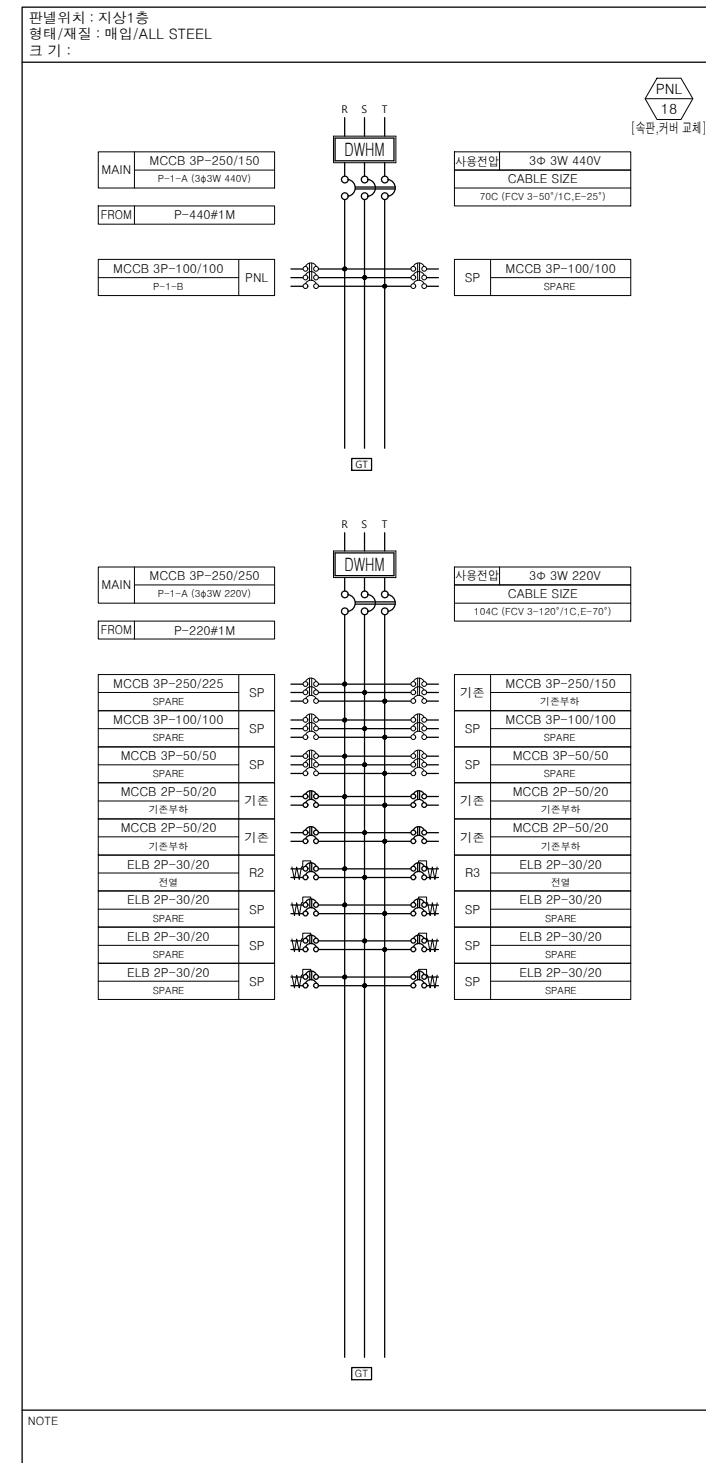 판넬위치 : 지상1층
형태/재질 : 매입/ALL STEEL
크 기 :
PNL
18
[속판,커버 교체]
R S T
DWHM
MAIN MCCB 3P-250/150
P-1-A (3ϕ3W 440V)
사용전압 3Φ 3W 440V
CABLE SIZE
70C (FCV 3-50°/1C,E-25°)
FROM P-440#1M
MCCB 3P-100/100 PNL
P-1-B
SP MCCB 3P-100/100
SPARE
GT
R S T
DWHM
MAIN MCCB 3P-250/250
P-1-A (3ϕ3W 220V)
사용전압 3Φ 3W 220V
CABLE SIZE
104C (FCV 3-120°/1C,E-70°)
FROM P-220#1M
MCCB 3P-250/225 SP
SPARE
기존 MCCB 3P-250/150
기존부하
MCCB 3P-100/100 SP
SPARE
SP MCCB 3P-100/100
SPARE
MCCB 3P-50/50 SP
SPARE
SP MCCB 3P-50/50
SPARE
MCCB 2P-50/20 기존
기존부하
기존 MCCB 2P-50/20
기존부하
MCCB 2P-50/20 기존
기존부하
기존 MCCB 2P-50/20
기존부하
ELB 2P-30/20 R2
전열
R3 ELB 2P-30/20
전열
ELB 2P-30/20 SP
SPARE
SP ELB 2P-30/20
SPARE
ELB 2P-30/20 SP
SPARE
SP ELB 2P-30/20
SPARE
ELB 2P-30/20 SP
SPARE
SP ELB 2P-30/20
SPARE
GT
NOTE